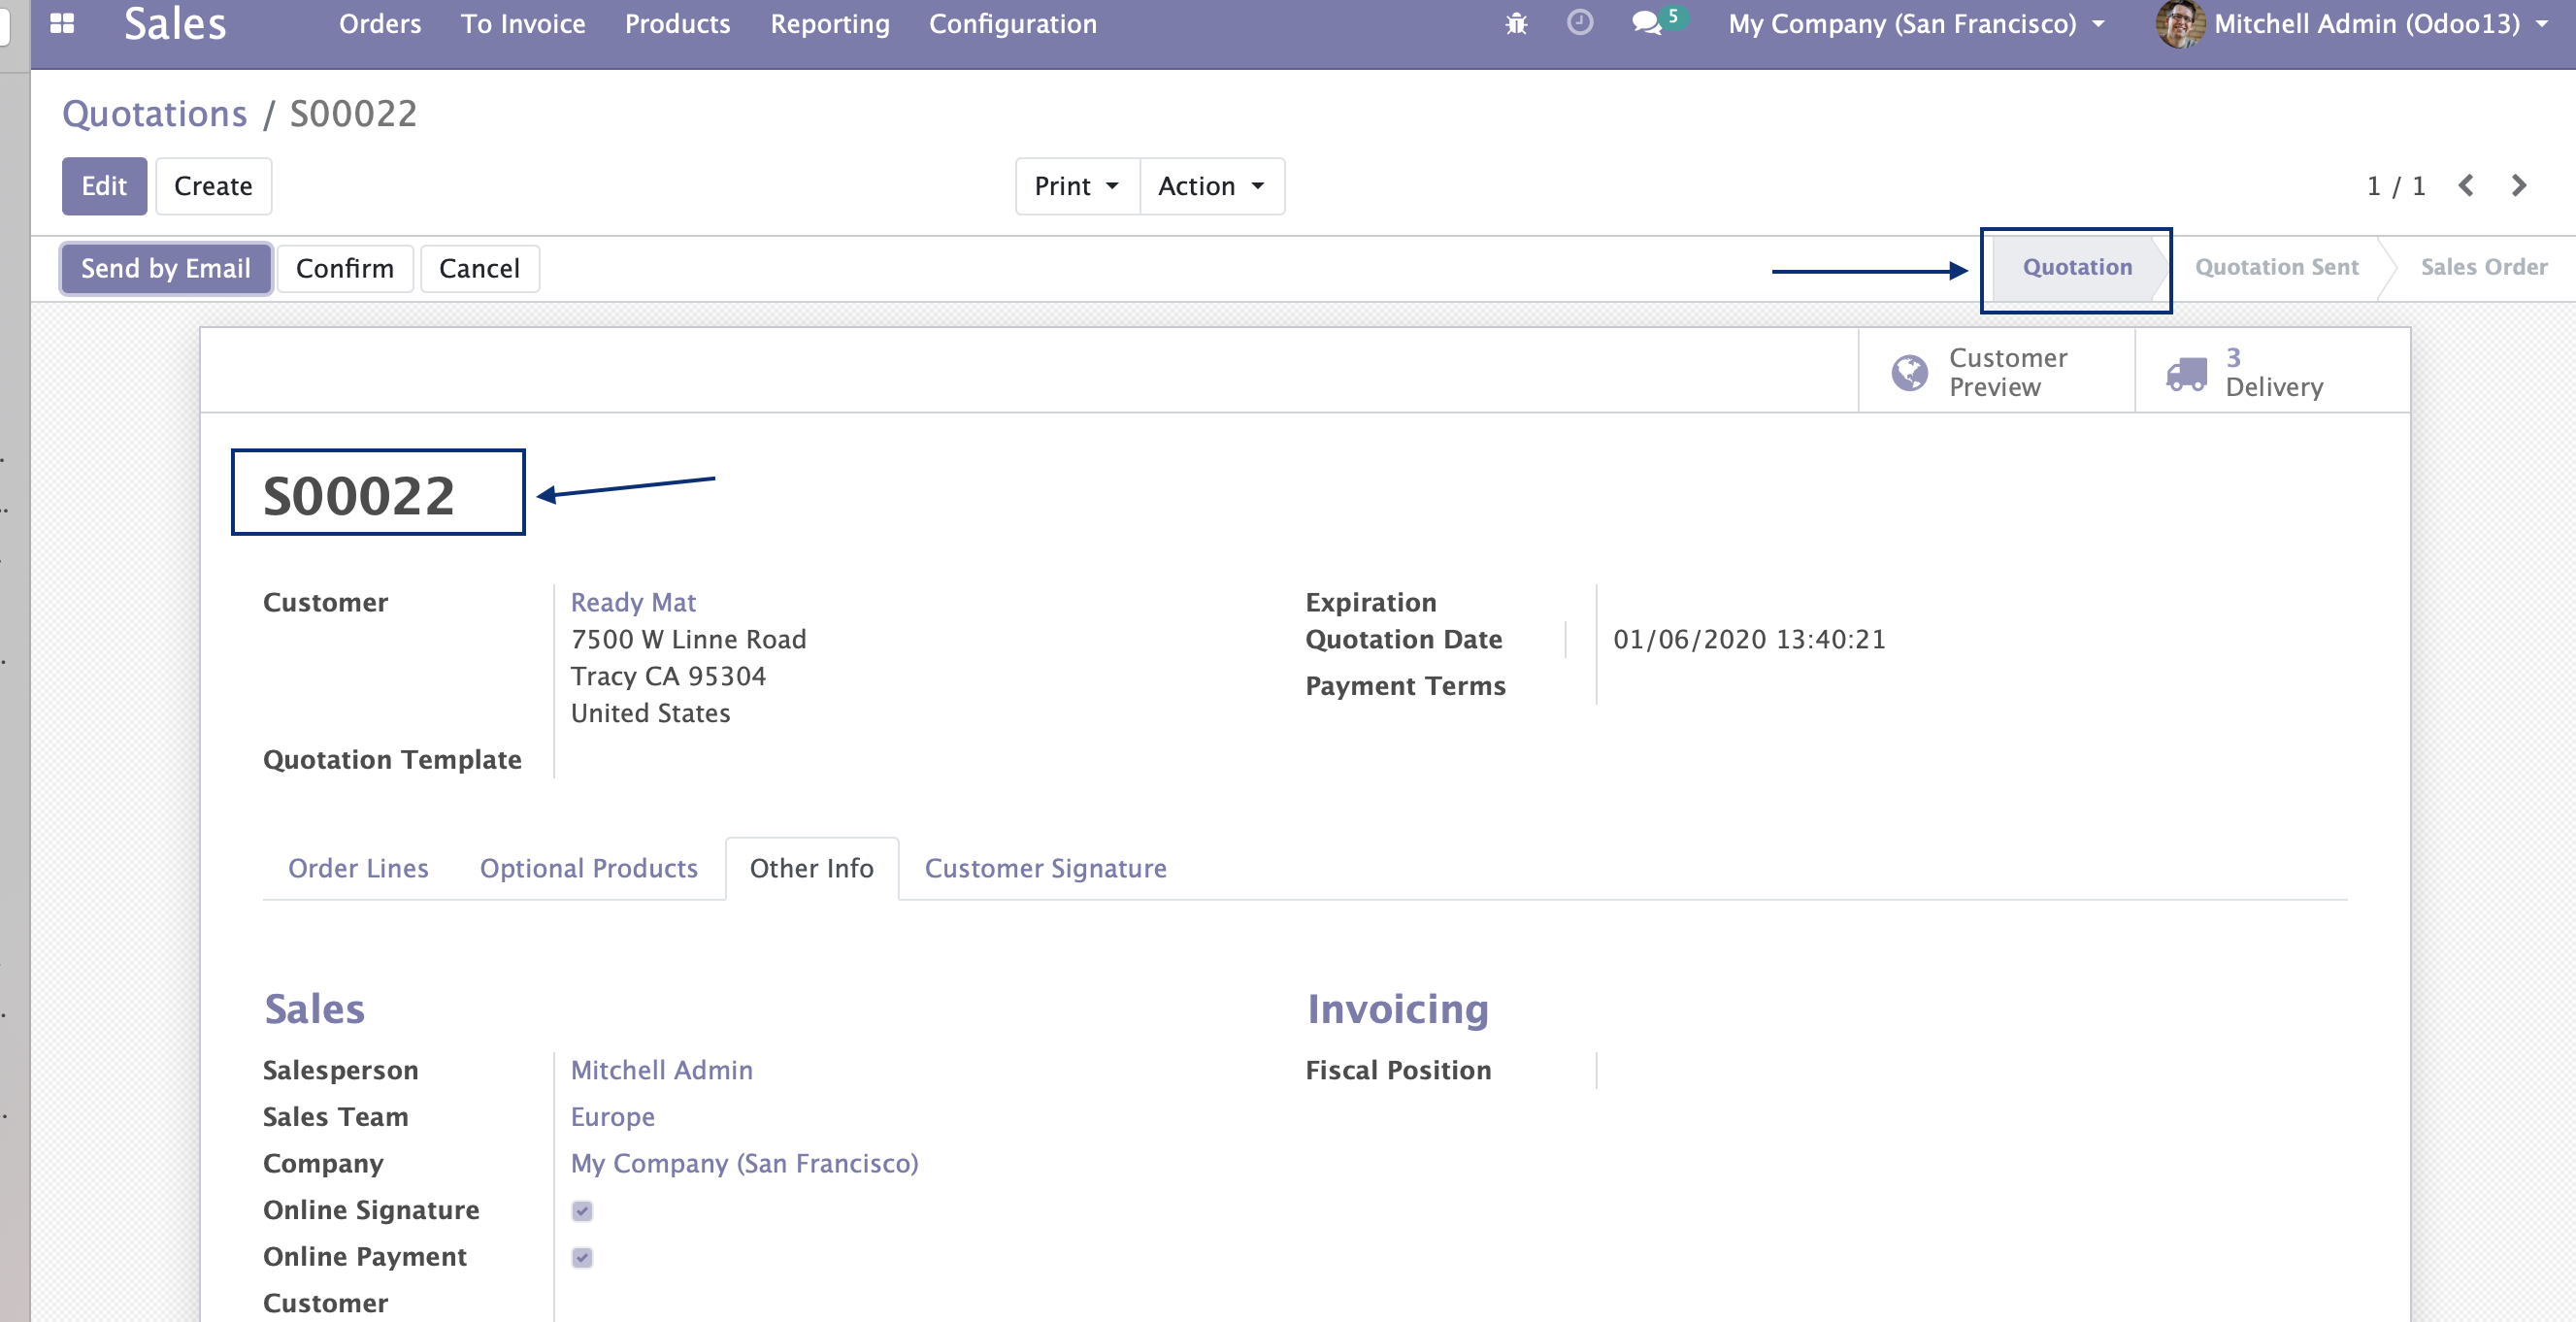 Sales Orders To Invoice Products Reporting Configuration 5 My Company (San Francisco) Mitchell Admin (Odoo13)
Quotations / S00022
Edit Create Print Action 1 / 1
Send by Email Confirm Cancel Quotation Quotation Sent Sales Order
Customer Preview
3 Delivery
S00022
Customer
Ready Mat
7500 W Linne Road
Tracy CA 95304
United States
Quotation Template
Expiration
Quotation Date 01/06/2020 13:40:21
Payment Terms
Order Lines Optional Products Other Info Customer Signature
Sales
Salesperson Mitchell Admin
Sales Team Europe
Company My Company (San Francisco)
Online Signature
Online Payment
Customer
Invoicing
Fiscal Position